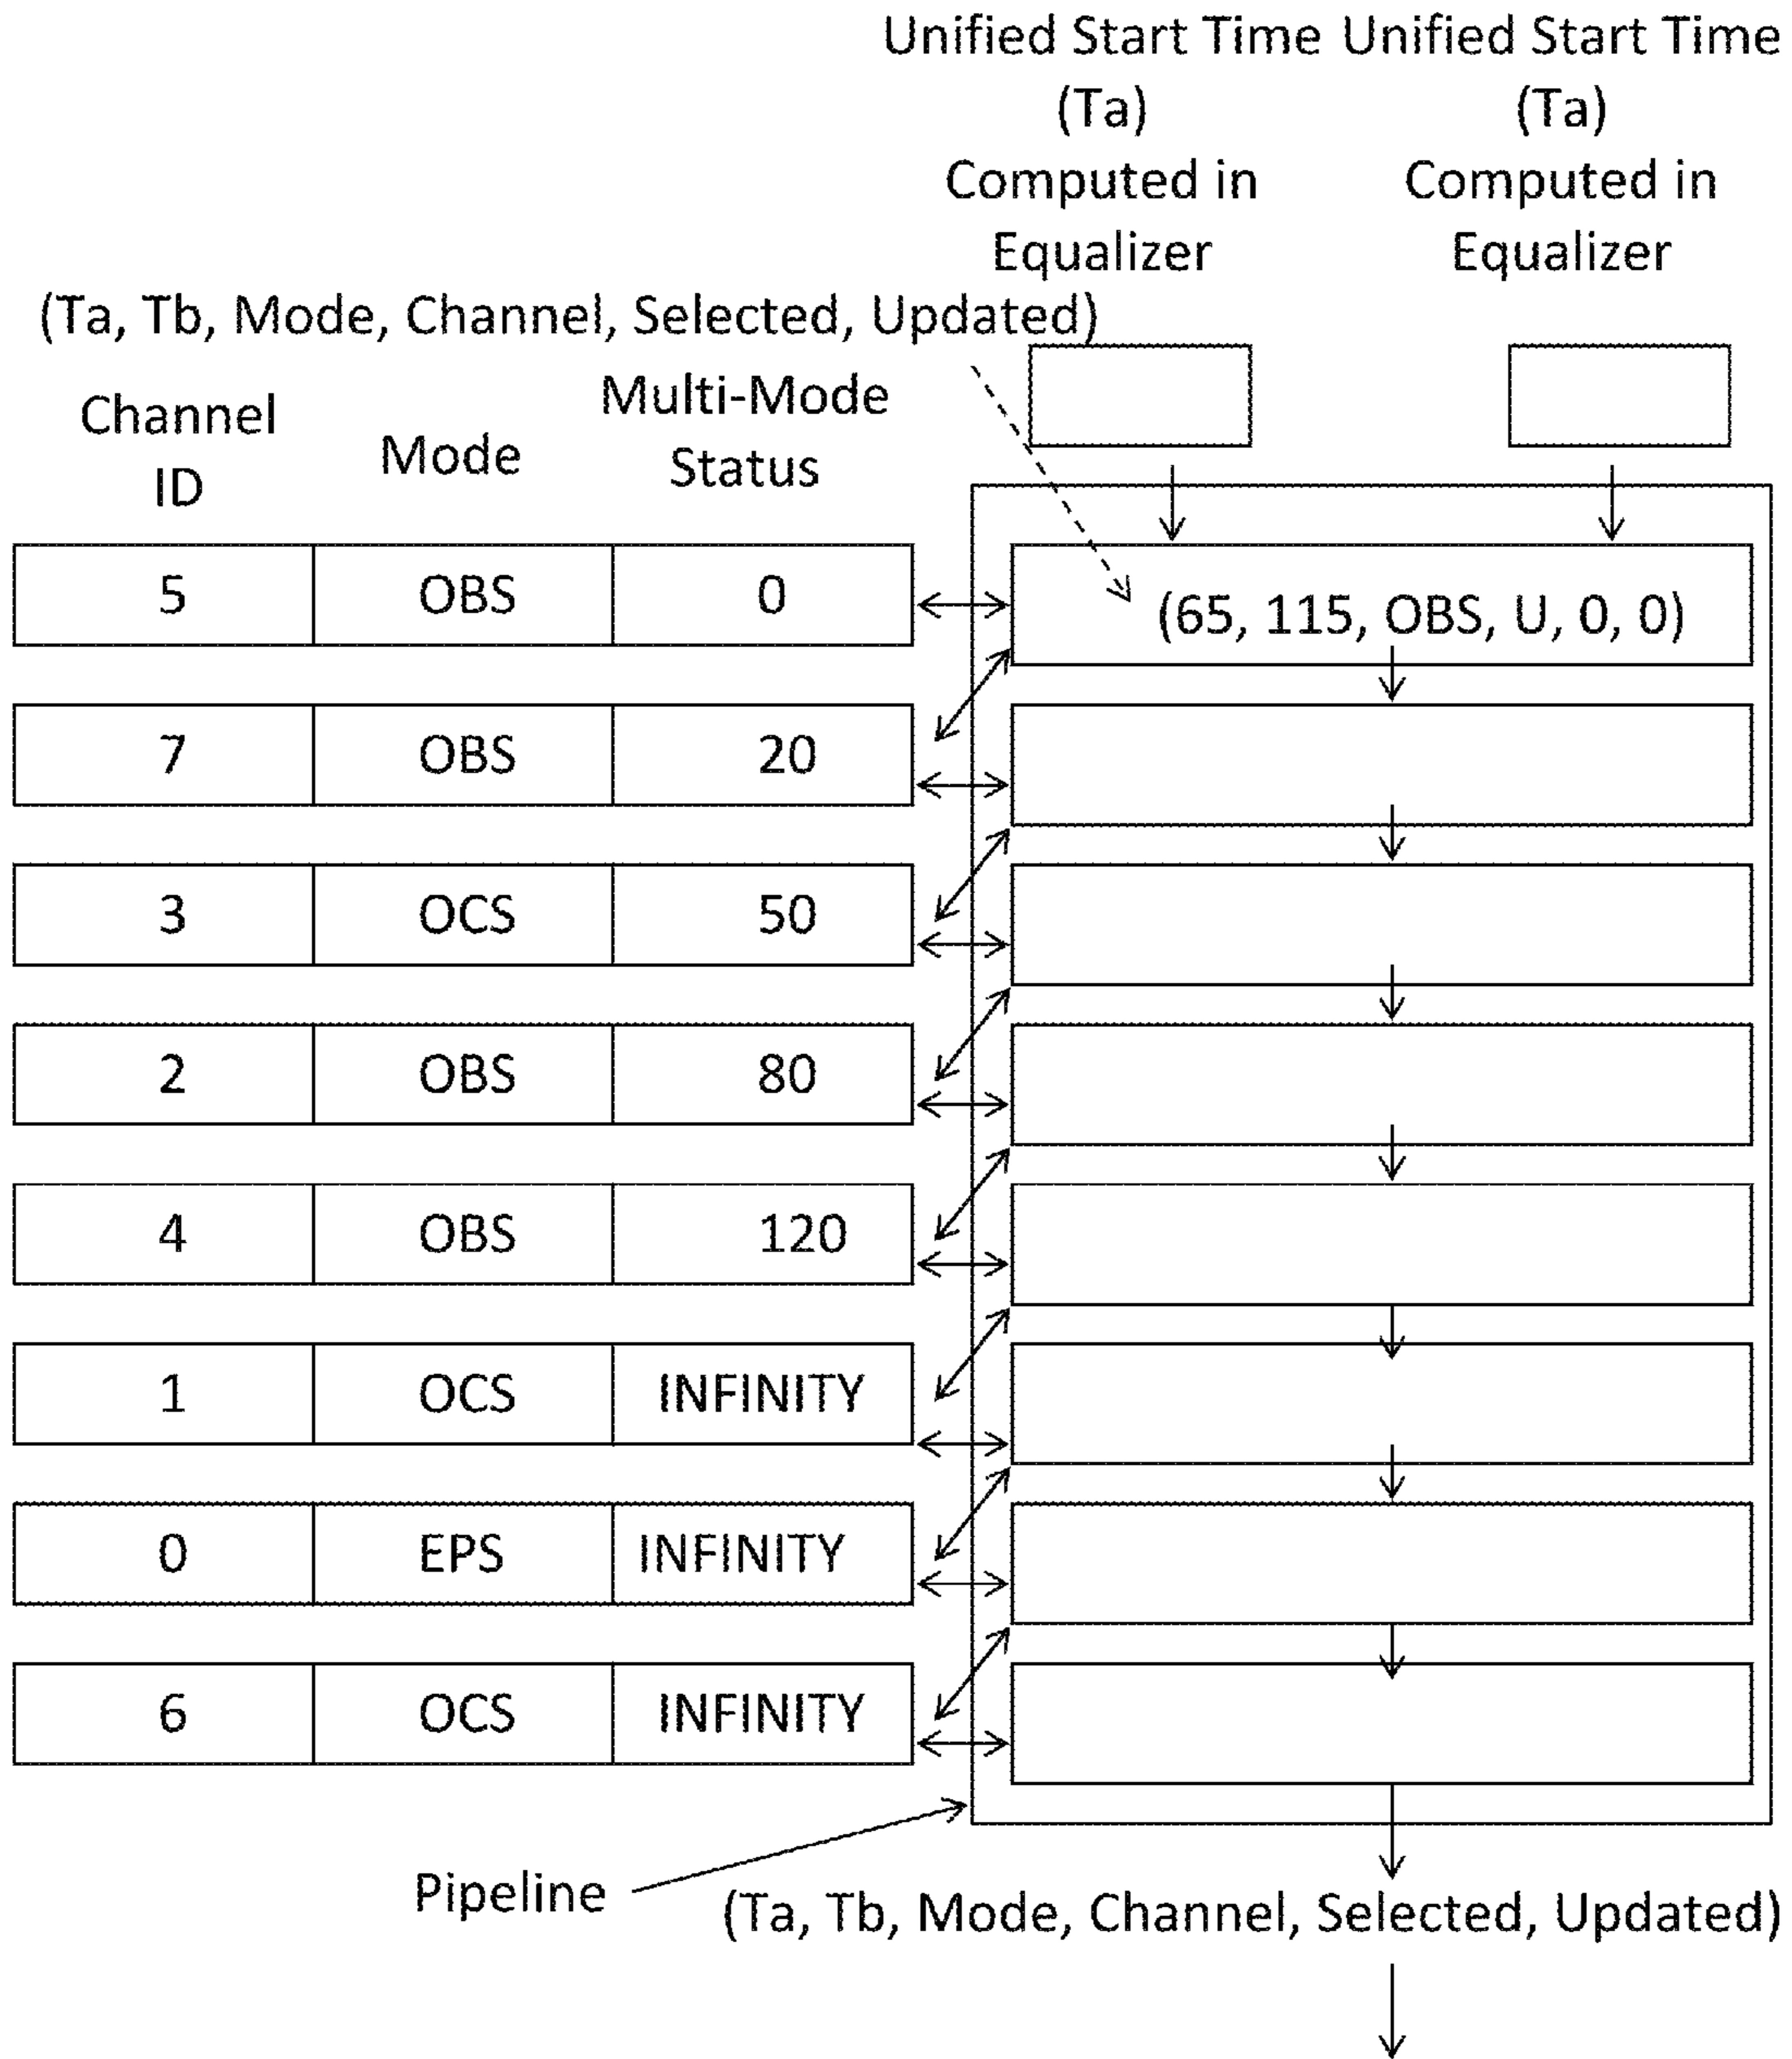 Unified Start Time Unified Start Time
(Ta) (Ta)
Computed in Computed in
Equalizer Equalizer
(Ta, Tb, Mode, Channel, Selected, Updated)
Channel ID Mode Multi-Mode Status
5 OBS 0
(65, 115, OBS, U, 0, 0)
7 OBS 20
3 OCS 50
2 OBS 80
4 OBS 120
1 OCS INFINITY
0 EPS INFINITY
6 OCS INFINITY
Pipeline
(Ta, Tb, Mode, Channel, Selected, Updated)